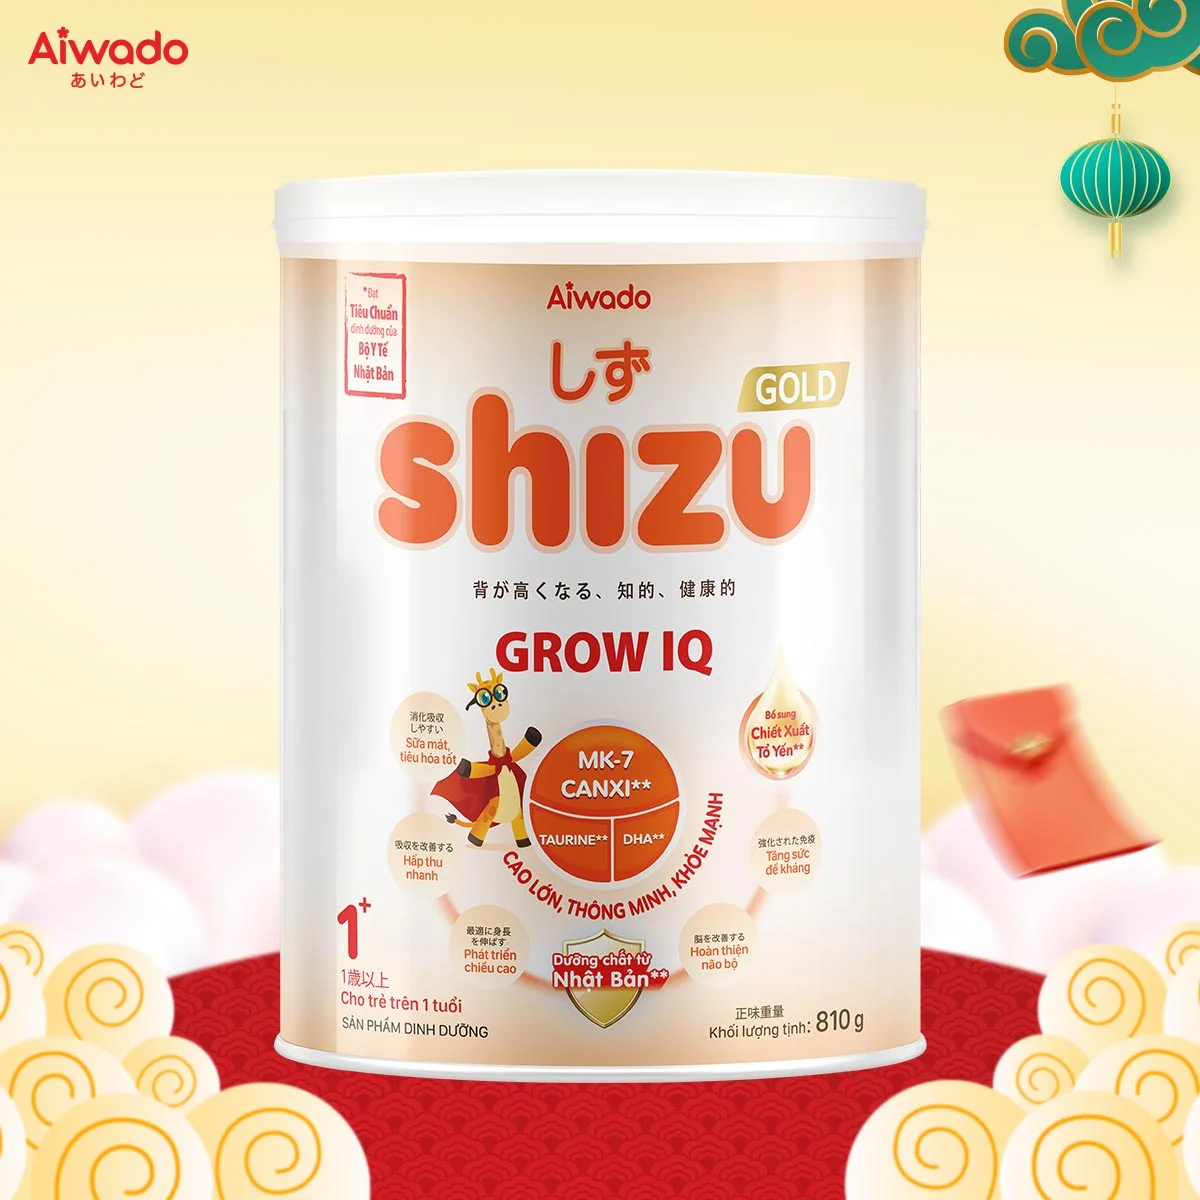 Aiwado
あいわど
*Đạt
Tiêu Chuẩn
dinh dưỡng của
Bộ Y Tế
Nhật Bản
Aiwado
しず
GOLD
shizu
背が高くなる、知的、健康的
GROW IQ
消化吸収
しやすい
Sữa mát,
tiêu hóa tốt
Bổ sung
Chiết Xuất
Tổ Yến**
MK-7
CANXI**
TAURINE**
DHA**
CAO LỚN, THÔNG MINH, KHỎE MẠNH
吸収を改善する
Hấp thu
nhanh
強化された免疫
Tăng sức
đề kháng
最適に身長
を伸ばす
Phát triển
chiều cao
脳を改善する
Hoàn thiện
não bộ
Dưỡng chất từ
Nhật Bản**
1+
1歳以上
Cho trẻ trên 1 tuổi
SẢN PHẨM DINH DƯỠNG
正味重量
Khối lượng tịnh: 810 g